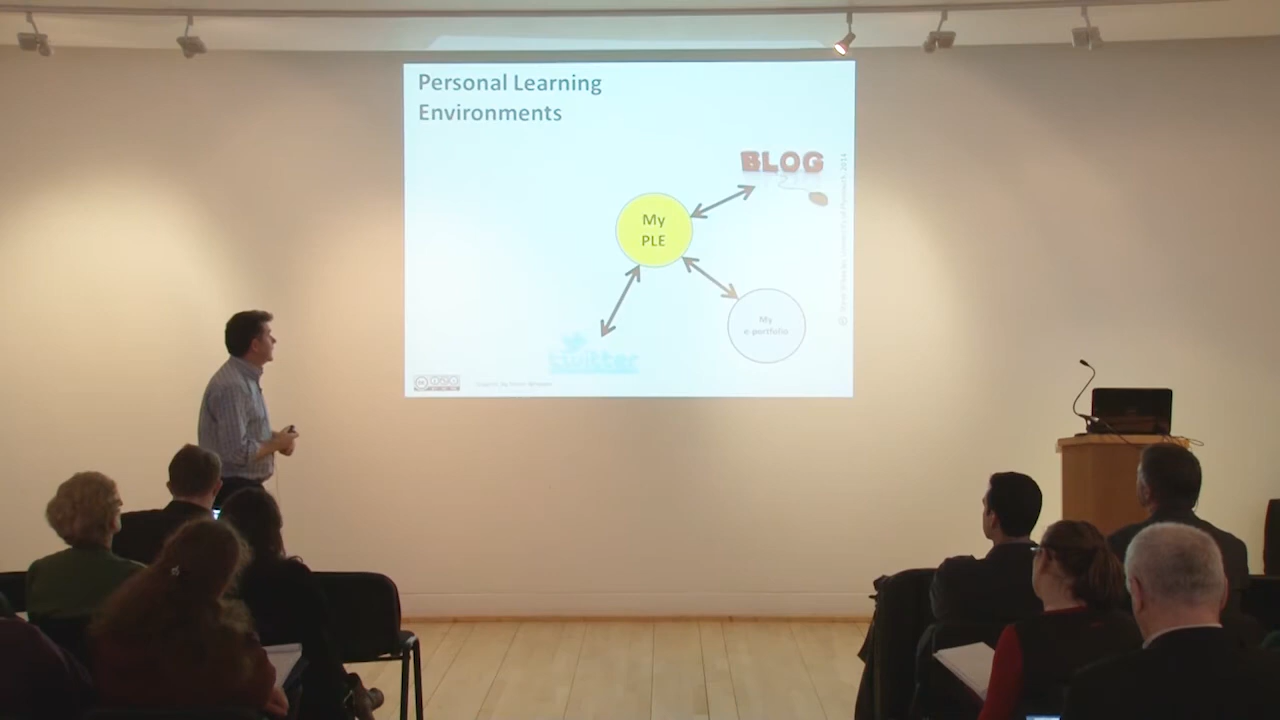 Personal Learning
Environments
BLOG
My
PLE
My
e-portfolio
twitter